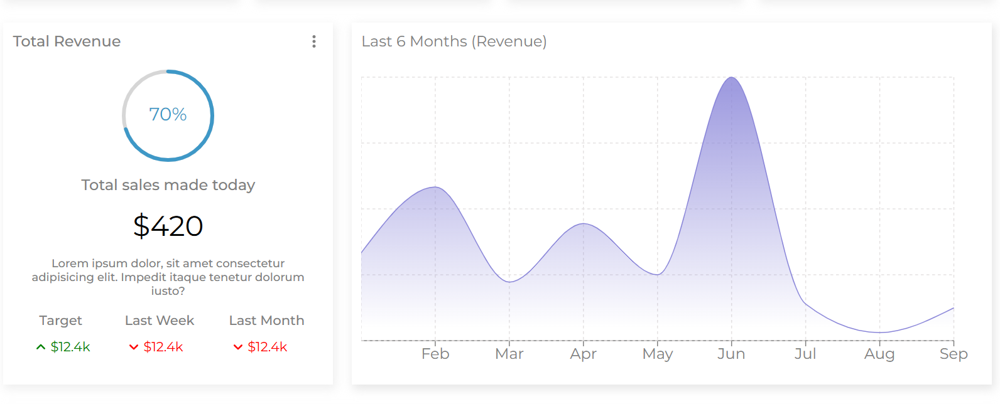 Total Revenue
70%
Total sales made today
$420
Lorem ipsum dolor, sit amet consectetur
adipisicing elit. Impedit itaque tenetur dolorum
iusto?
Target
Last Week
Last Month
$12.4k
$12.4k
$12.4k
Last 6 Months (Revenue)
Feb
Mar
Apr
May
Jun
Jul
Aug
Sep